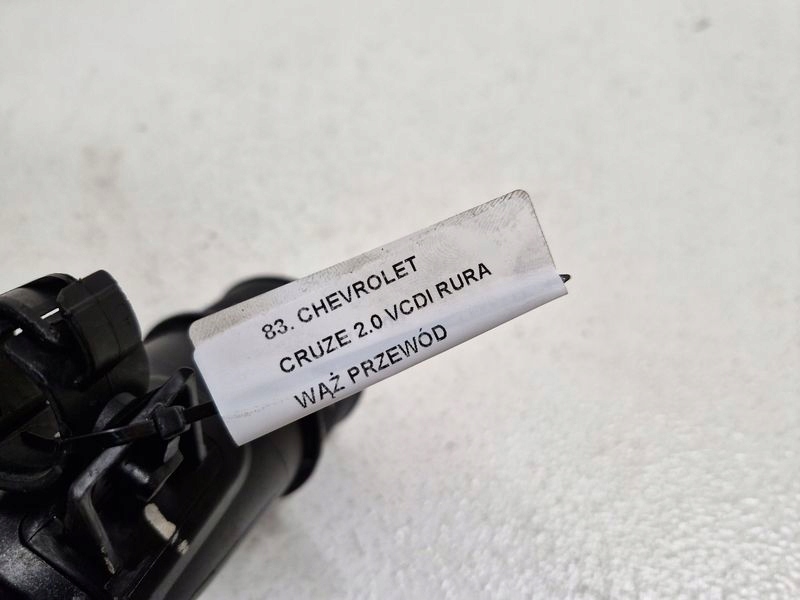 83. CHEVROLET
CRUZE 2.0 VCDI RURA
WĄŻ PRZEWÓD